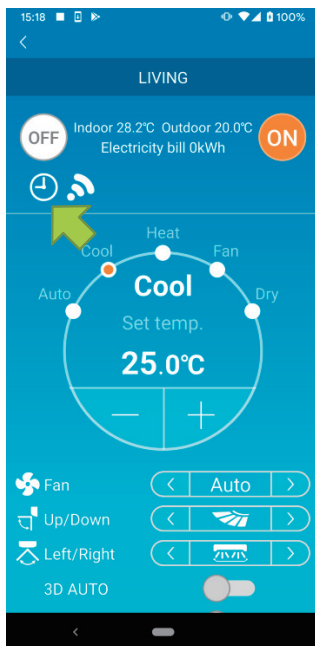 15:18 100%
LIVING
OFF Indoor 28.2℃ Outdoor 20.0℃ ON
Electricity bill 0kWh
Heat
Cool Fan
Auto Cool Dry
Set temp.
25.0℃
− +
Fan Auto
Up/Down
Left/Right
3D AUTO